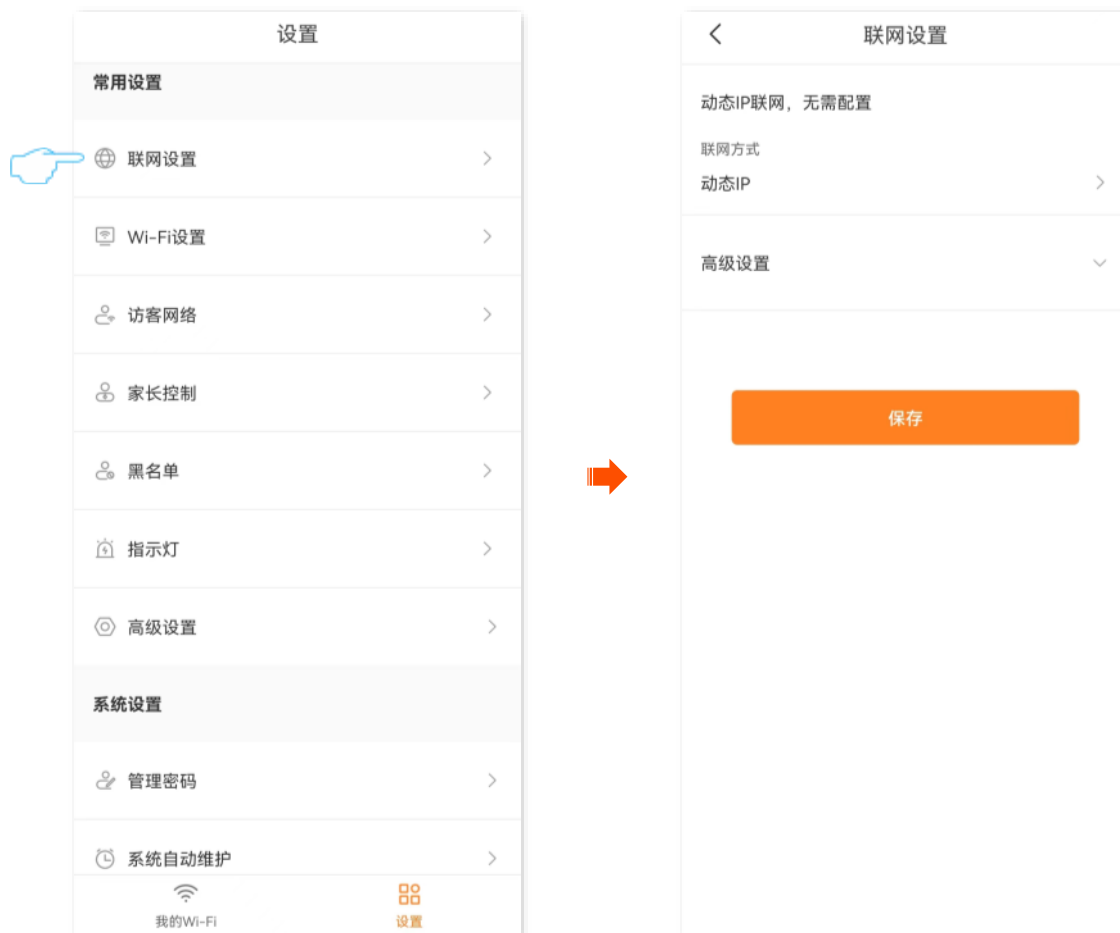 设置
常用设置
联网设置
Wi-Fi设置
访客网络
家长控制
黑名单
指示灯
高级设置
系统设置
管理密码
系统自动维护
我的Wi-Fi
设置
联网设置
动态IP联网，无需配置
联网方式
动态IP
高级设置
保存